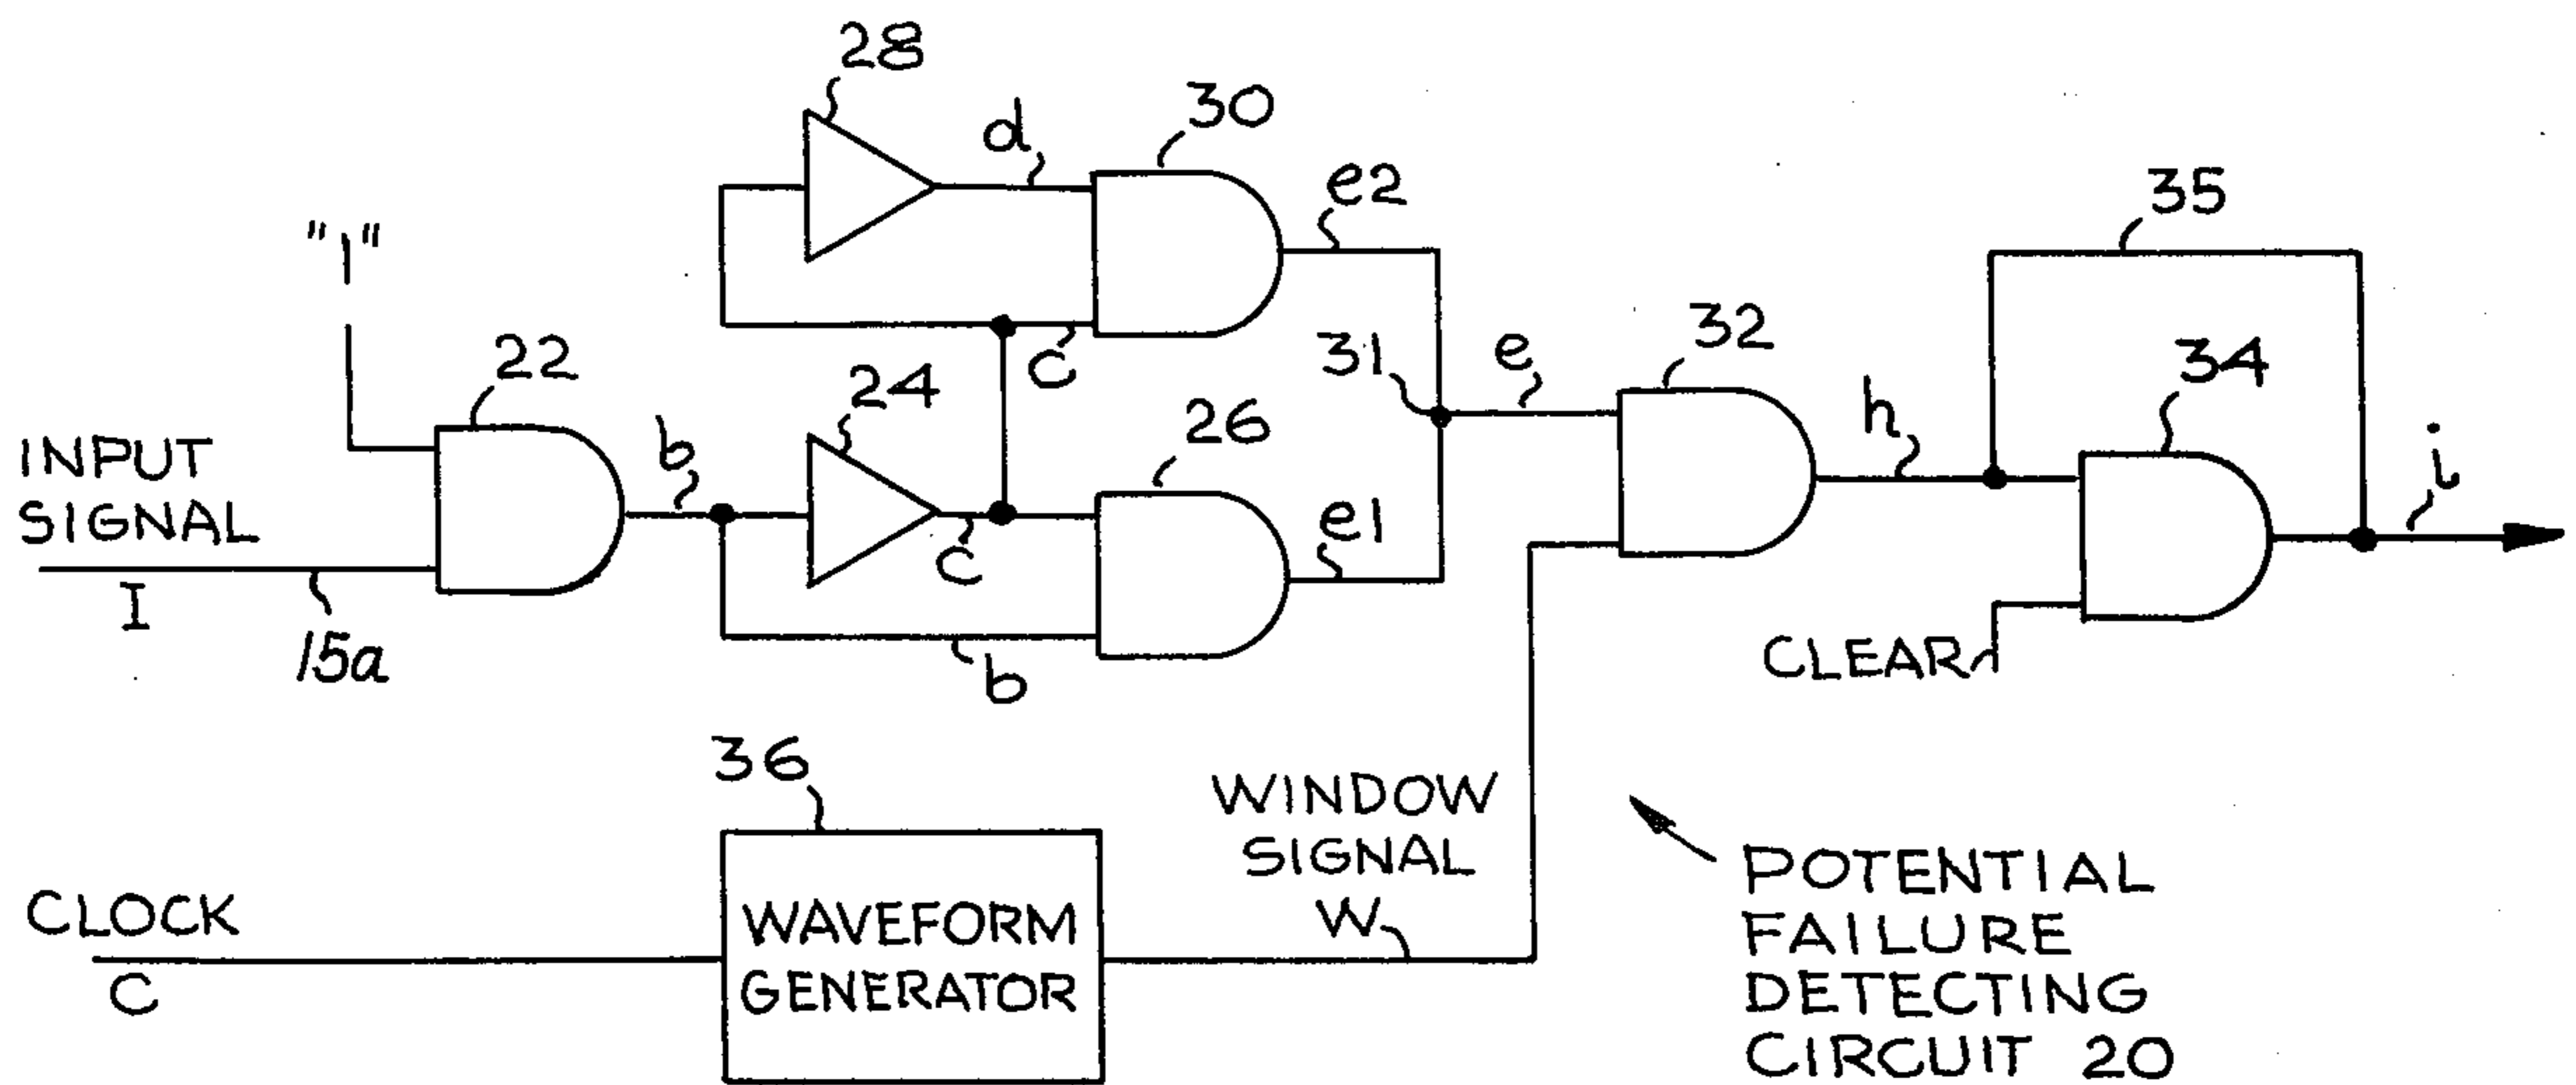 28
d
30
e2
35
"1"
c
31
e
32
22
24
26
h
34
INPUT
SIGNAL
b
c
e1
i
I
15a
b
CLEAR
36
WINDOW
SIGNAL
W
CLOCK
C
WAVEFORM
GENERATOR
POTENTIAL
FAILURE
DETECTING
CIRCUIT 20